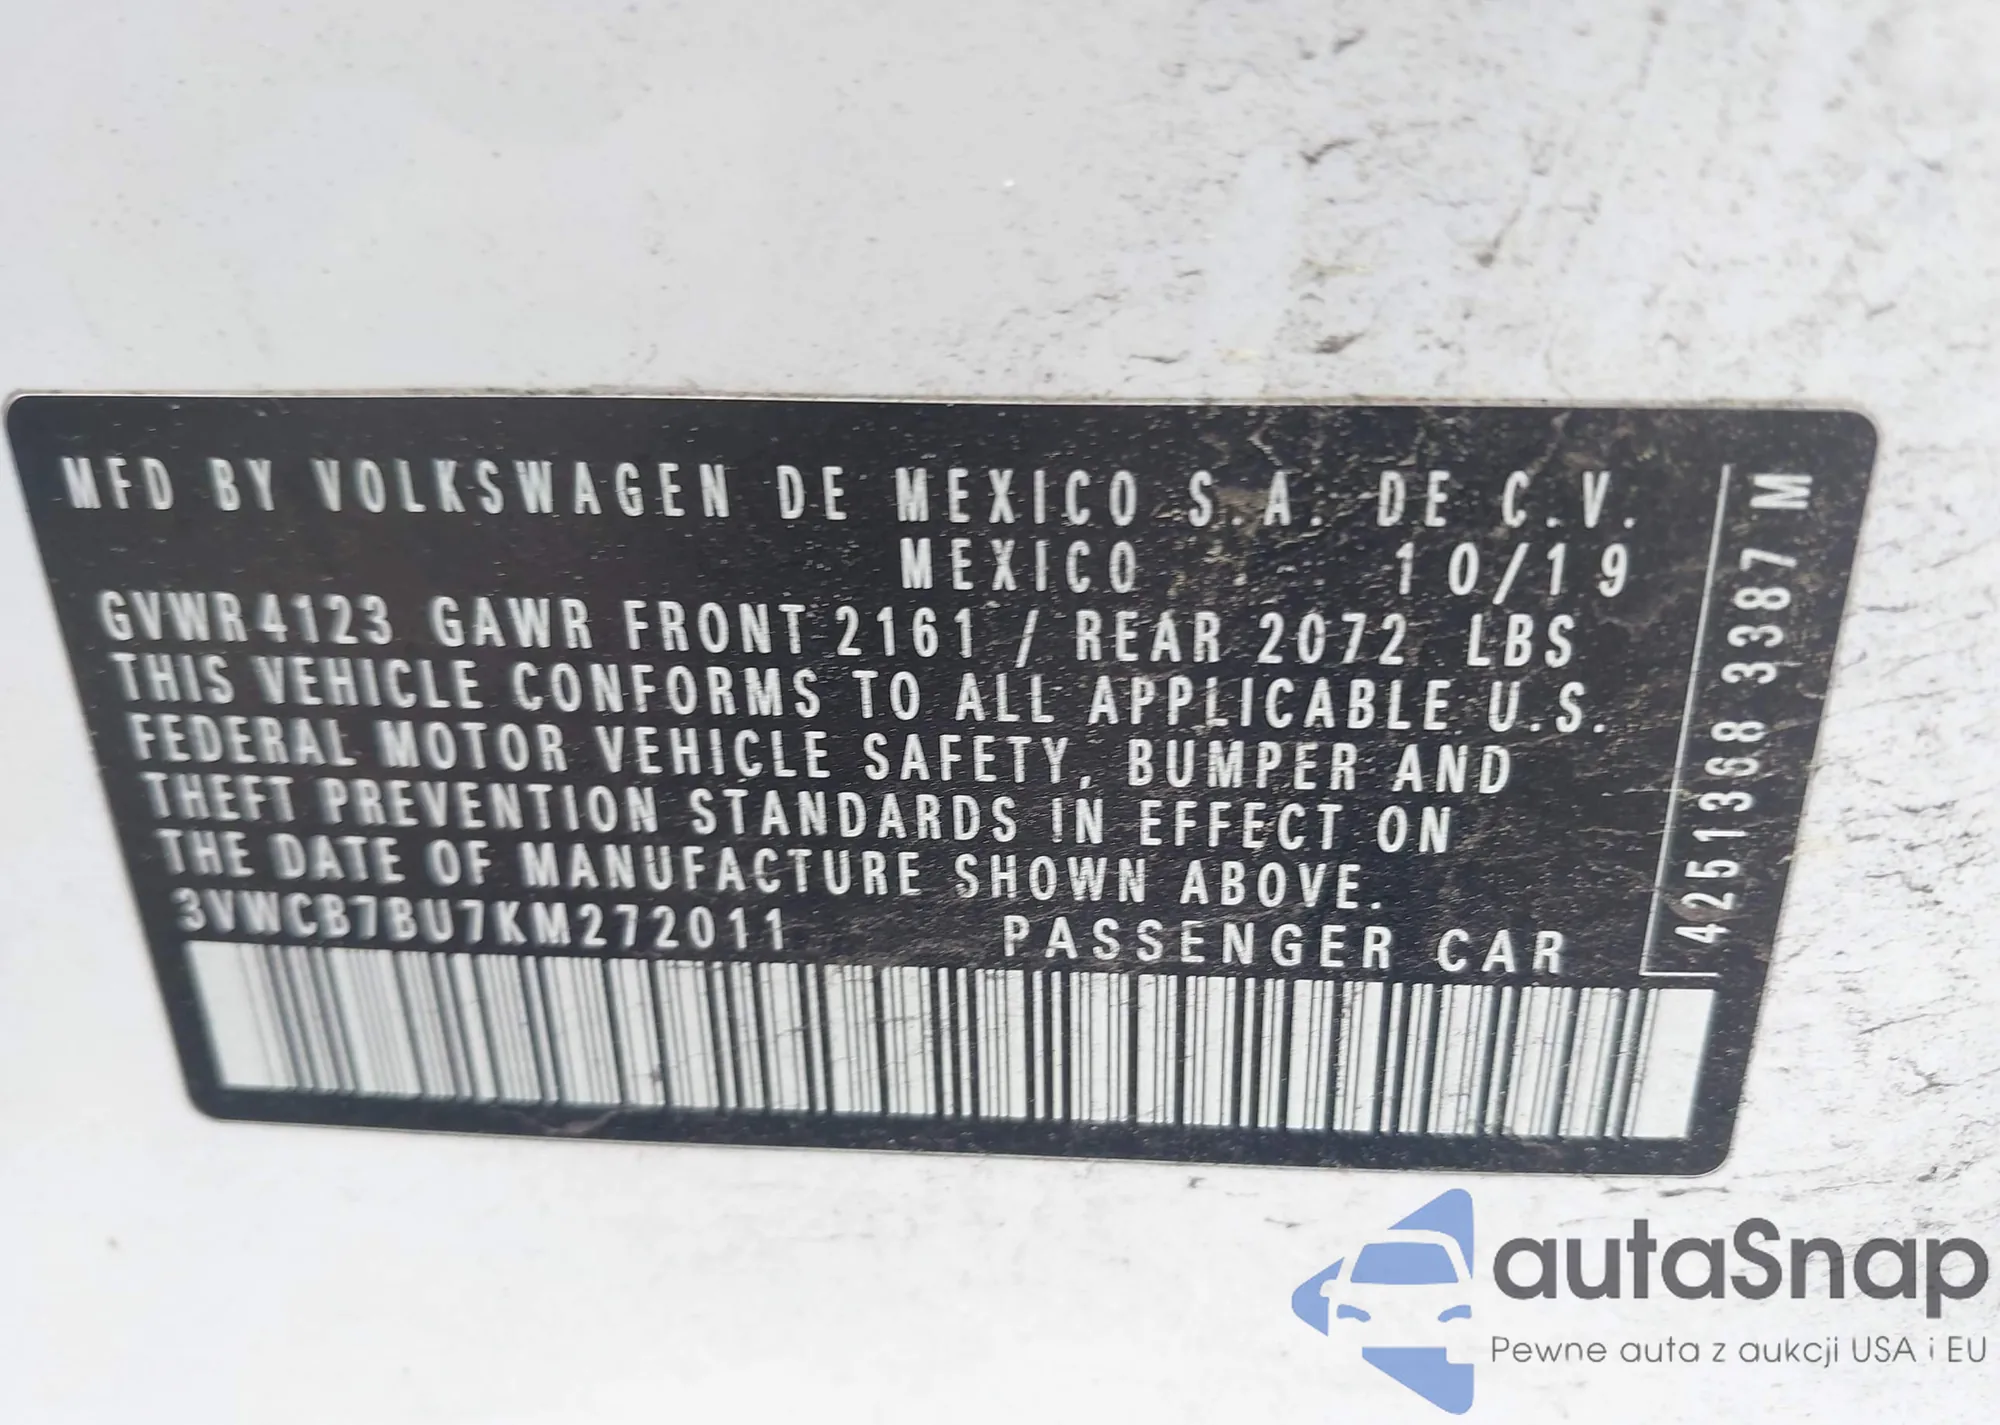 MFD BY VOLKSWAGEN DE MEXICO S.A. DE C.V.
MEXICO 10/19
GVWR 4123 GAWR FRONT 2161 / REAR 2072 LBS
THIS VEHICLE CONFORMS TO ALL APPLICABLE U.S.
FEDERAL MOTOR VEHICLE SAFETY, BUMPER AND
THEFT PREVENTION STANDARDS IN EFFECT ON
THE DATE OF MANUFACTURE SHOWN ABOVE.
3VWCB7BU7KM272011 PASSENGER CAR
4251368 3387 M
autaSnap
Pewne auta z aukcji USA i EU